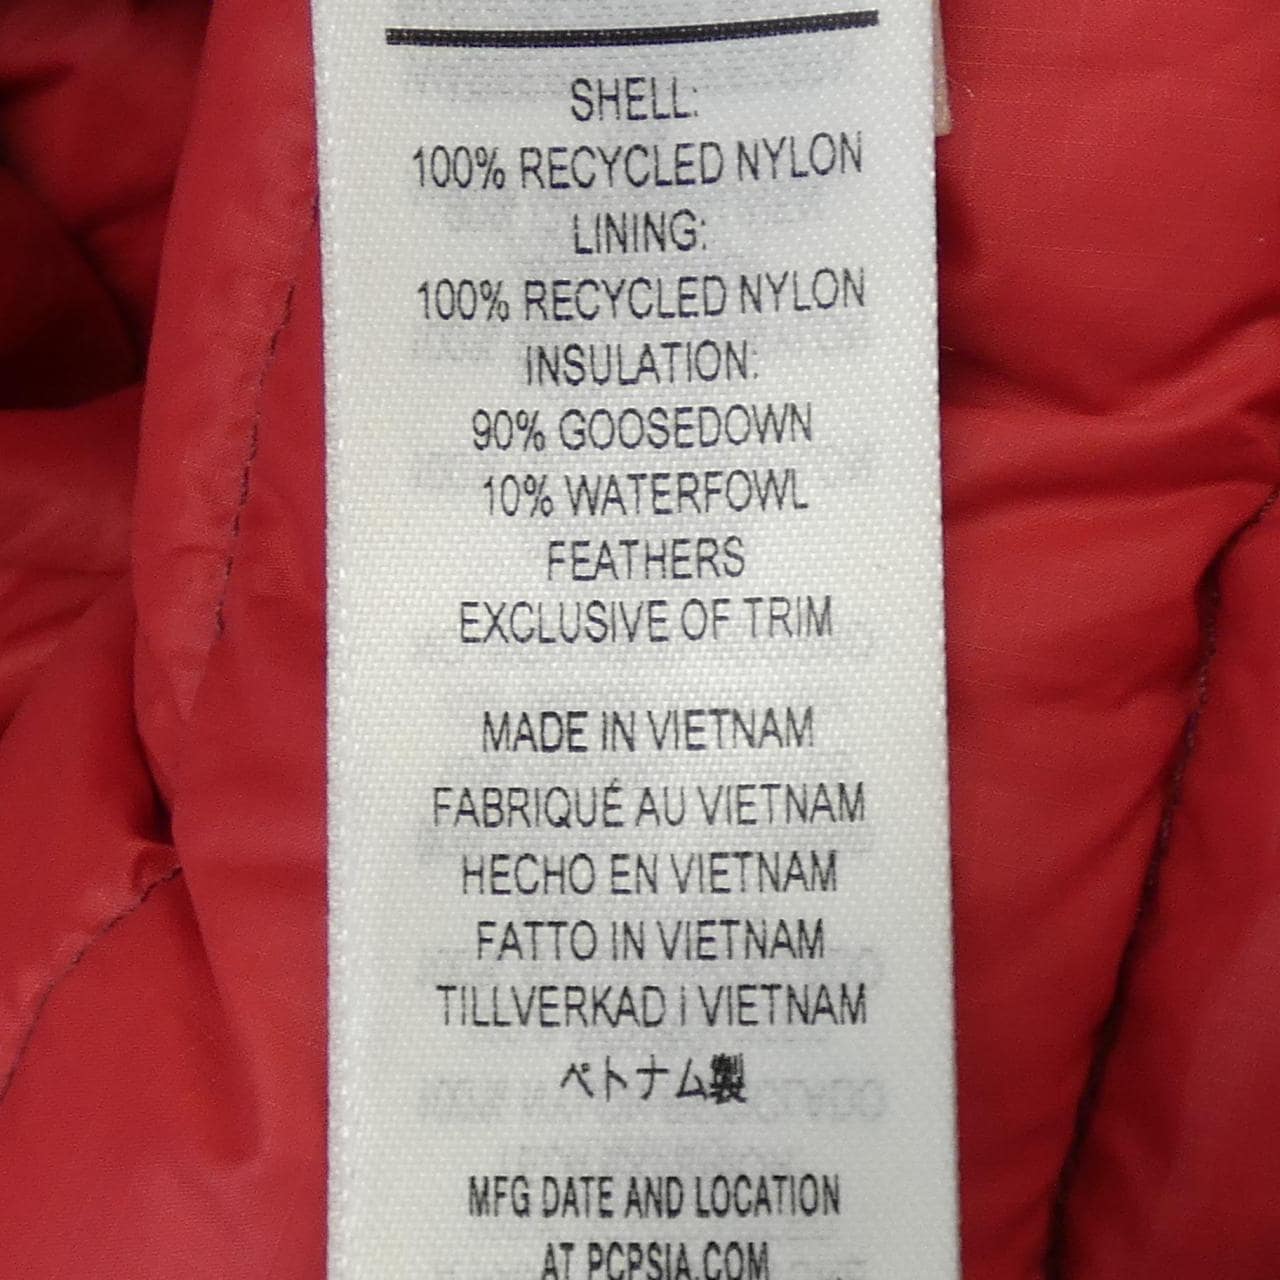 SHELL:
100% RECYCLED NYLON
LINING:
100% RECYCLED NYLON
INSULATION:
90% GOOSEDOWN
10% WATERFOWL
FEATHERS
EXCLUSIVE OF TRIM
MADE IN VIETNAM
FABRIQUÉ AU VIETNAM
HECHO EN VIETNAM
FATTO IN VIETNAM
TILLVERKAD i VIETNAM
ベトナム製
MFG DATE AND LOCATION
AT PCPSIA.COM